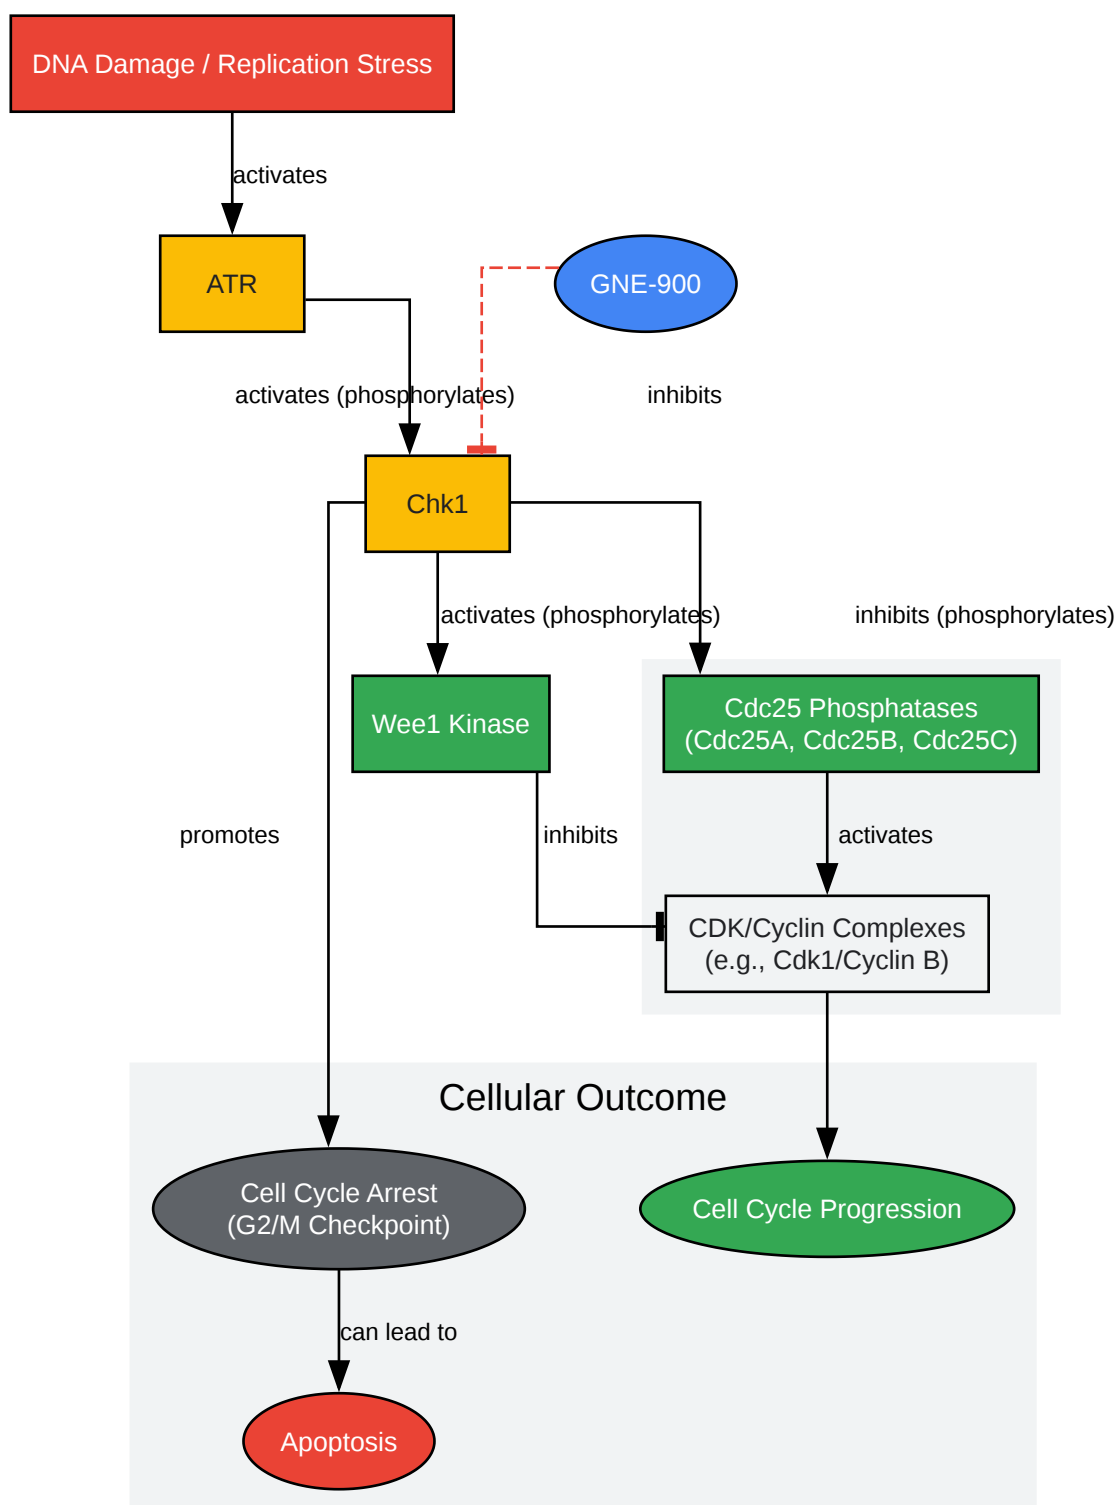 DNA Damage / Replication Stress
activates
ATR
GNE-900
activates (phosphorylates)
inhibits
Chk1
activates (phosphorylates)
inhibits (phosphorylates)
Wee1 Kinase
Cdc25 Phosphatases
(Cdc25A, Cdc25B, Cdc25C)
promotes
inhibits
activates
CDK/Cyclin Complexes
(e.g., Cdk1/Cyclin B)
Cellular Outcome
Cell Cycle Arrest
(G2/M Checkpoint)
Cell Cycle Progression
can lead to
Apoptosis